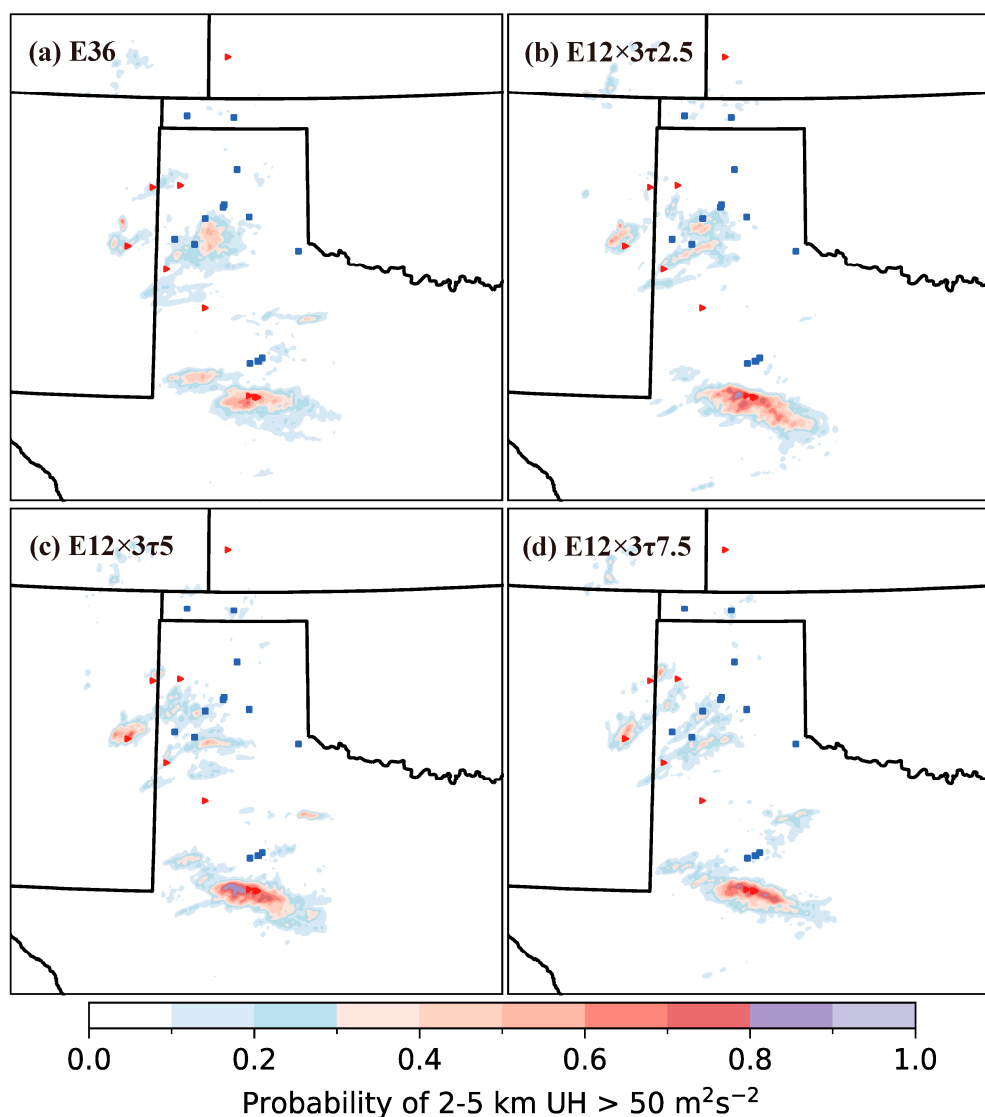 (a) E36
(b) E12×3τ2.5
(c) E12×3τ5
(d) E12×3τ7.5
0.0 0.2 0.4 0.6 0.8 1.0
Probability of 2-5 km UH > 50 m²s⁻²